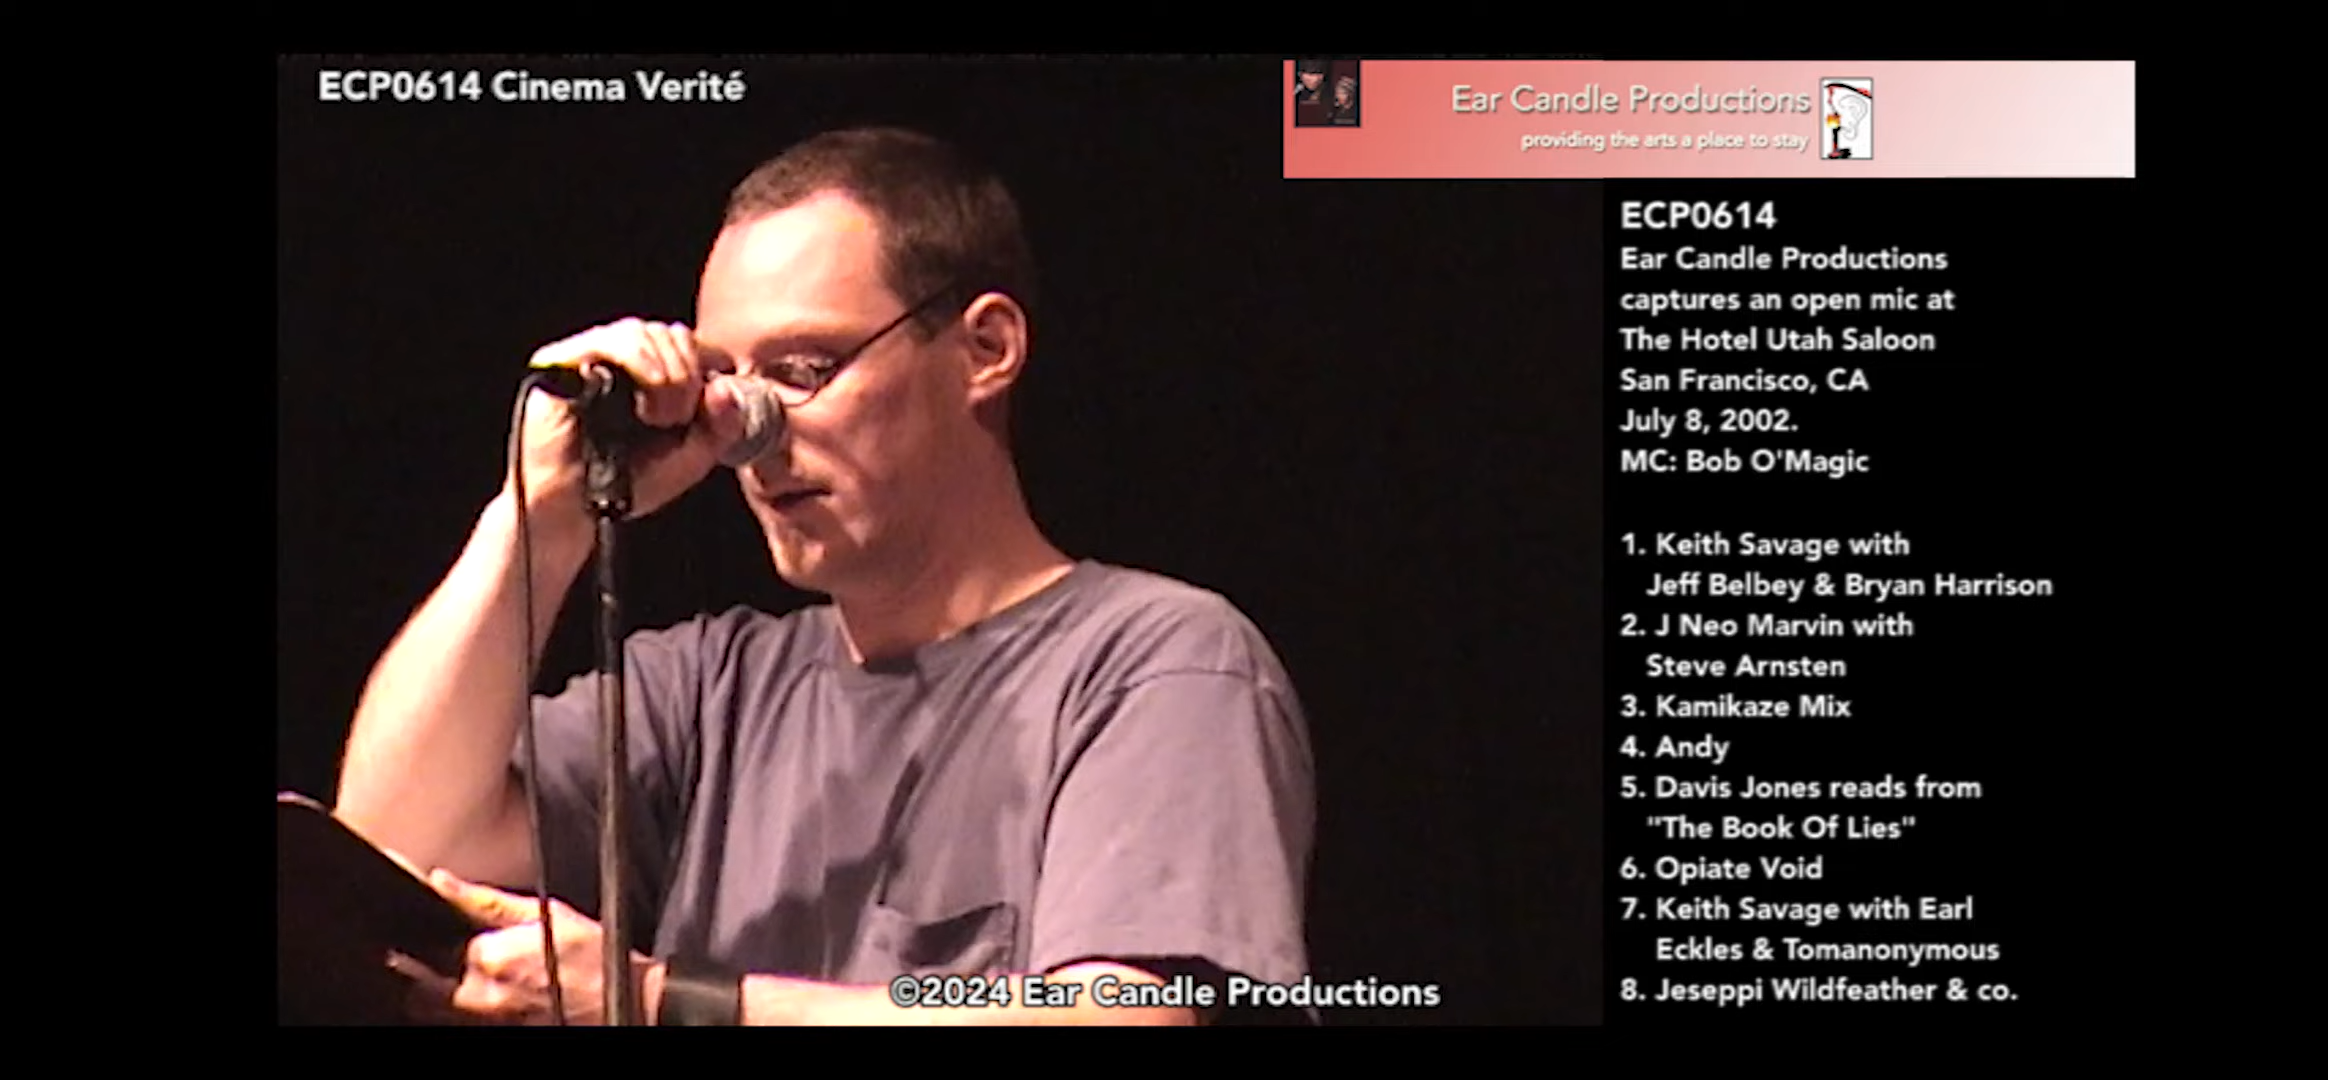 ECP0614 Cinema Verité
Ear Candle Productions
providing the arts a place to stay
ECP0614
Ear Candle Productions
captures an open mic at
The Hotel Utah Saloon
San Francisco, CA
July 8, 2002.
MC: Bob O'Magic
1. Keith Savage with
Jeff Belbey & Bryan Harrison
2. J Neo Marvin with
Steve Arnsten
3. Kamikaze Mix
4. Andy
5. Davis Jones reads from
"The Book Of Lies"
6. Opiate Void
7. Keith Savage with Earl
Eckles & Tomanonymous
8. Jeseppi Wildfeather & co.
©2024 Ear Candle Productions